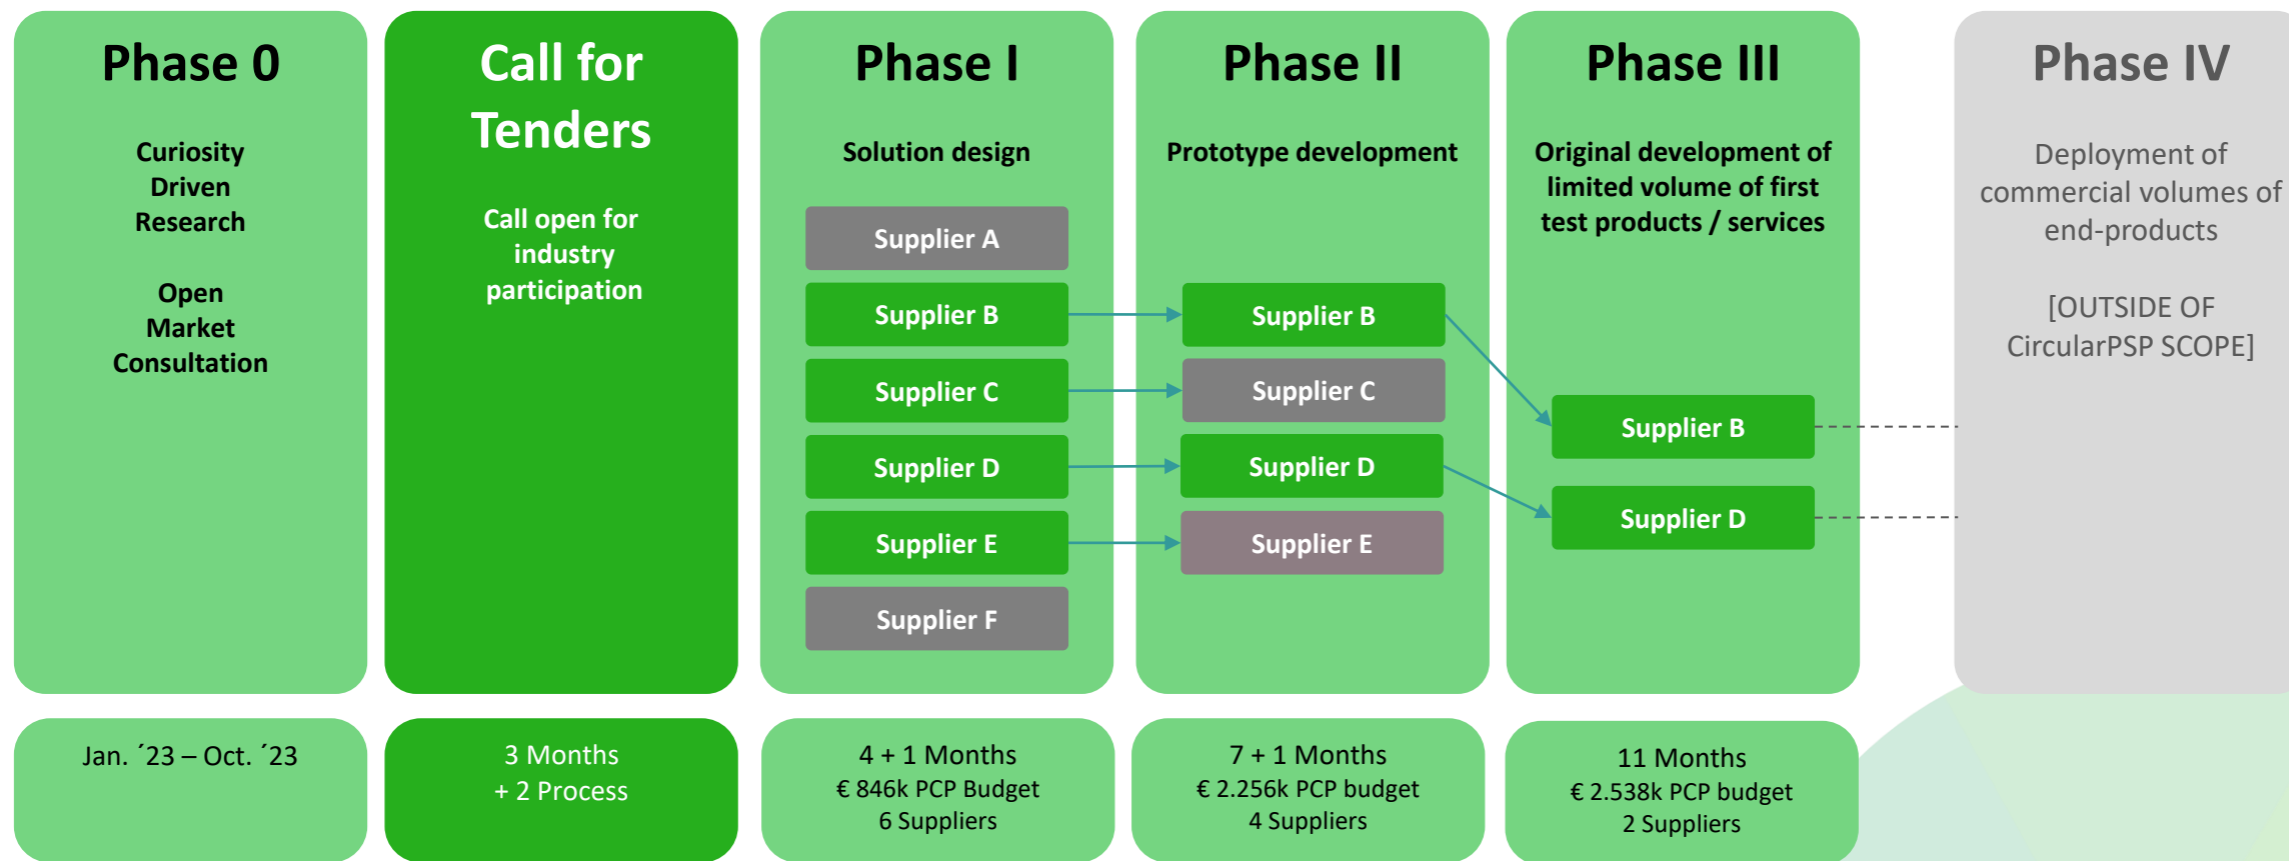 Phase 0
Curiosity
Driven
Research
Open
Market
Consultation
Jan. ´23 – Oct. ´23
Call for
Tenders
Call open for
industry
participation
3 Months
+ 2 Process
Phase I
Solution design
Supplier A
Supplier B
Supplier C
Supplier D
Supplier E
Supplier F
4 + 1 Months
€ 846k PCP Budget
6 Suppliers
Phase II
Prototype development
Supplier B
Supplier C
Supplier D
Supplier E
7 + 1 Months
€ 2.256k PCP budget
4 Suppliers
Phase III
Original development of
limited volume of first
test products / services
Supplier B
Supplier D
11 Months
€ 2.538k PCP budget
2 Suppliers
Phase IV
Deployment of
commercial volumes of
end-products
[OUTSIDE OF
CircularPSP SCOPE]